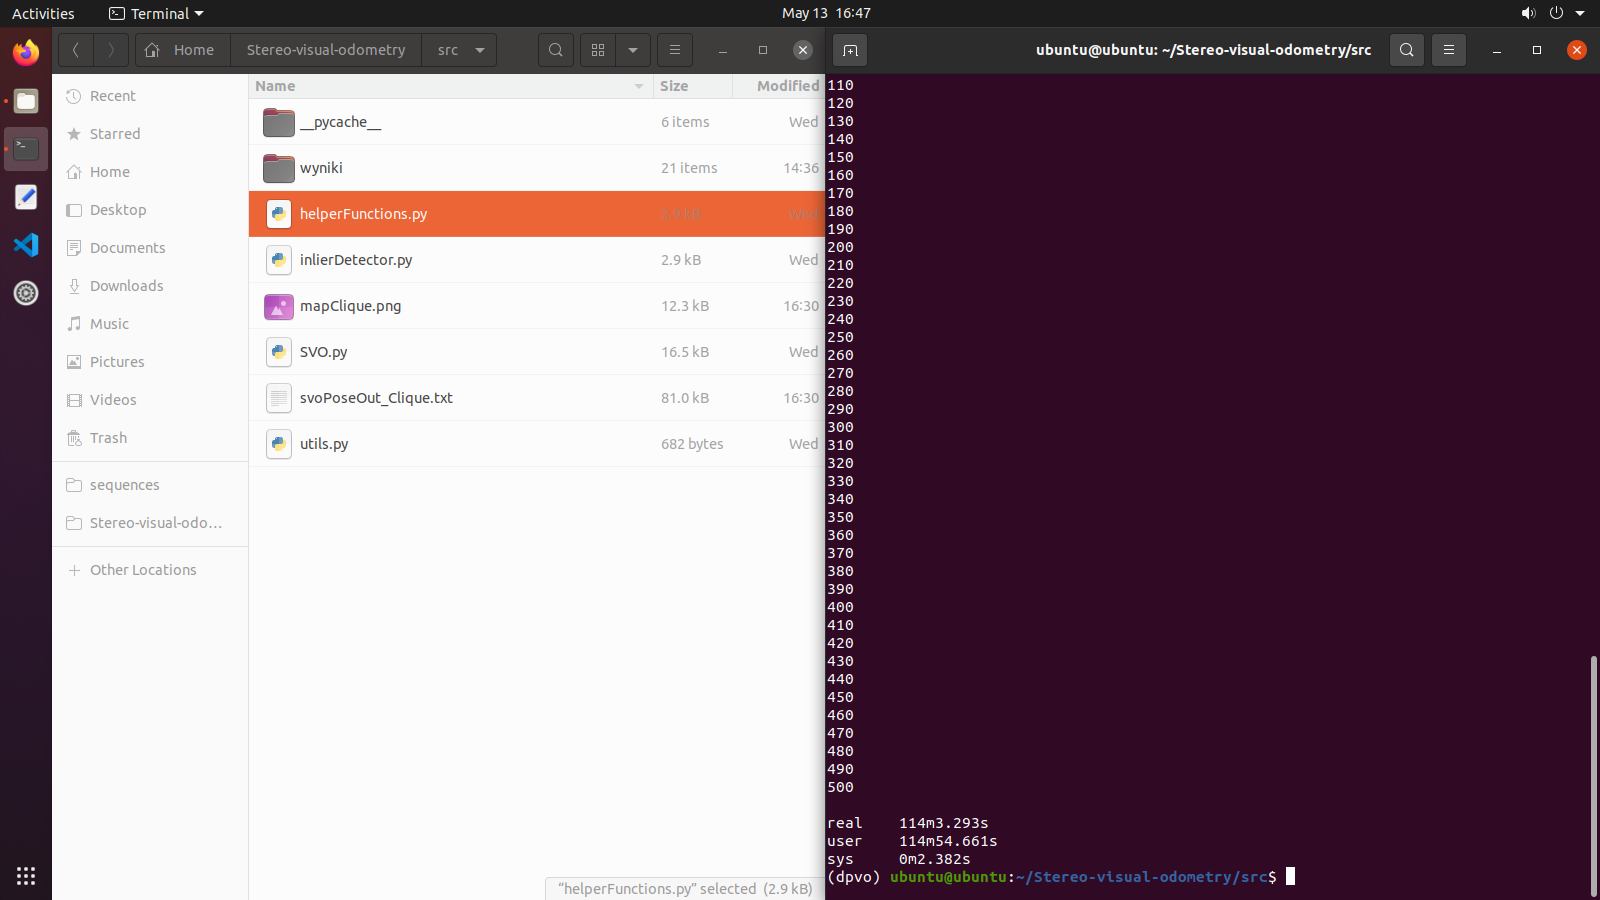 Activities Terminal May 13 16:47
Home Stereo-visual-odometry src
Name Size Modified
Recent
Starred
Home
Desktop
Documents
Downloads
Music
Pictures
Videos
Trash
sequences
Stereo-visual-odo…
Other Locations
__pycache__ 6 items Wed
wyniki 21 items 14:36
helperFunctions.py 2.9 kB Wed
inlierDetector.py 2.9 kB Wed
mapClique.png 12.3 kB 16:30
SVO.py 16.5 kB Wed
svoPoseOut_Clique.txt 81.0 kB 16:30
utils.py 682 bytes Wed
“helperFunctions.py” selected (2.9 kB)
ubuntu@ubuntu: ~/Stereo-visual-odometry/src
110
120
130
140
150
160
170
180
190
200
210
220
230
240
250
260
270
280
290
300
310
320
330
340
350
360
370
380
390
400
410
420
430
440
450
460
470
480
490
500
real 114m3.293s
user 114m54.661s
sys 0m2.382s
(dpvo) ubuntu@ubuntu:~/Stereo-visual-odometry/src$